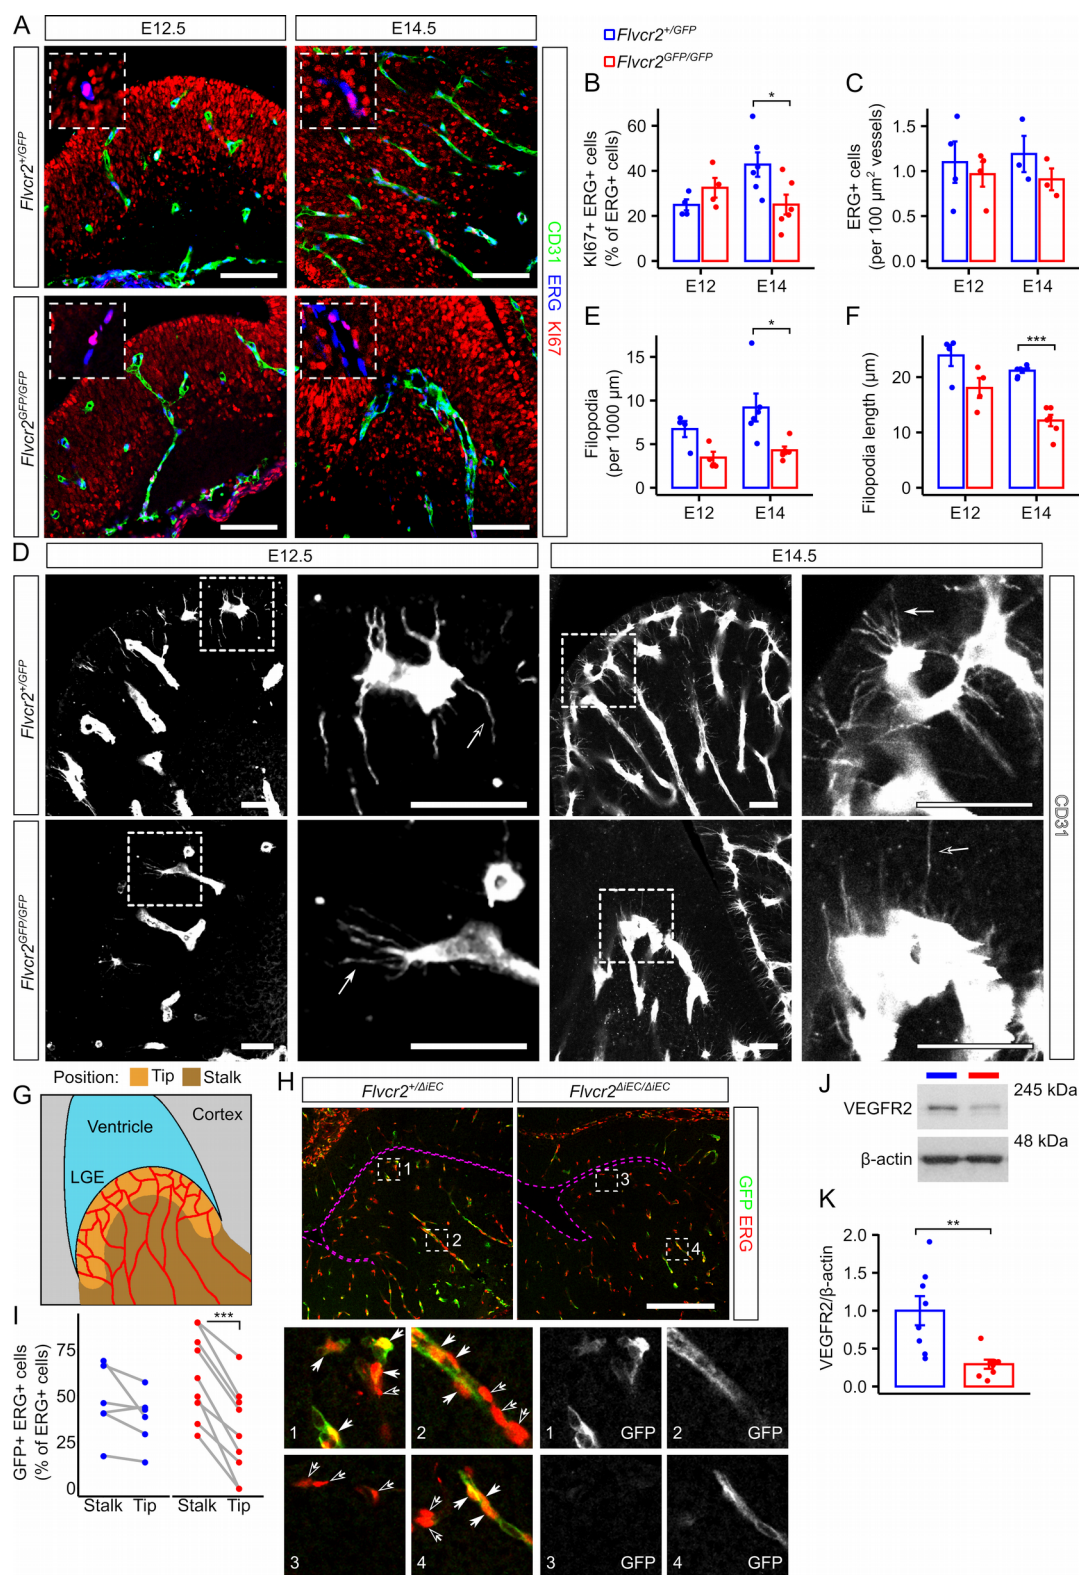 A
E12.5
E14.5
Flvcr2+/GFP
Flvcr2GFP/GFP
CD31 ERG KI67
Flvcr2+/GFP
Flvcr2GFP/GFP
B
KI67+ ERG+ cells
(% of ERG+ cells)
60
40
20
0
*
E12
E14
C
ERG+ cells
(per 100 µm² vessels)
1.5
1.0
0.5
0.0
E12
E14
E
Filopodia
(per 1000 µm)
15
10
5
0
*
E12
E14
F
Filopodia length (µm)
20
10
0
***
E12
E14
D
E12.5
E14.5
Flvcr2+/GFP
Flvcr2GFP/GFP
CD31
Position: Tip Stalk
G
Ventricle
Cortex
LGE
H
Flvcr2+/ΔiEC
Flvcr2ΔiEC/ΔiEC
GFP ERG
1
2
3
4
1
2
1 GFP
2 GFP
3
4
3 GFP
4 GFP
I
GFP+ ERG+ cells
(% of ERG+ cells)
75
50
25
0
***
Stalk Tip
Stalk Tip
J
VEGFR2
245 kDa
β-actin
48 kDa
K
VEGFR2/β-actin
2.0
1.5
1.0
0.5
0.0
**